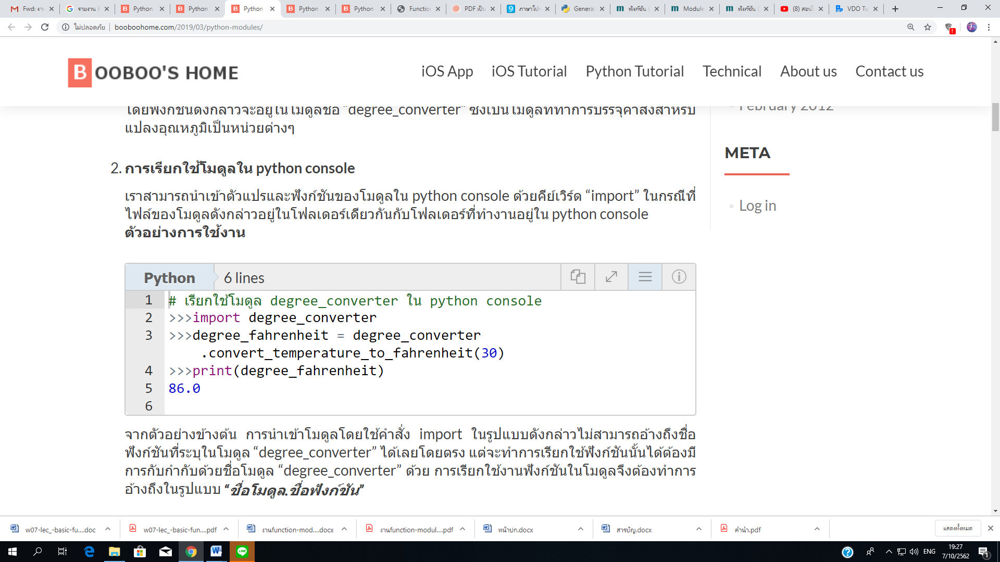 Fwd: งาน
รายงาน
Python
Python
Python
Python
Python
Function
PDF เป็น
ภาษาโปร
General
ฟังก์ชัน (
Module
ฟังก์ชัน (
(8) สอน
VDO Tu
ไม่ปลอดภัย | booboohome.com/2019/03/python-modules/
BOOBOO'S HOME
iOS App iOS Tutorial Python Tutorial Technical About us Contact us
โดยฟังก์ชันดังกล่าวจะอยู่ในโมดูลชื่อ “degree_converter” ซึ่งเป็นโมดูลที่ทำการบรรจุคำสั่งสำหรับ
แปลงอุณหภูมิเป็นหน่วยต่างๆ
February 2012
META
Log in
2. การเรียกใช้โมดูลใน python console
เราสามารถนำเข้าตัวแปรและฟังก์ชันของโมดูลใน python console ด้วยคีย์เวิร์ด “import” ในกรณีที่
ไฟล์ของโมดูลดังกล่าวอยู่ในโฟลเดอร์เดียวกันกับโฟลเดอร์ที่ทำงานอยู่ใน python console
ตัวอย่างการใช้งาน
Python 6 lines
1 # เรียกใช้โมดูล degree_converter ใน python console
2 >>>import degree_converter
3 >>>degree_fahrenheit = degree_converter
.convert_temperature_to_fahrenheit(30)
4 >>>print(degree_fahrenheit)
5 86.0
6
จากตัวอย่างข้างต้น การนำเข้าโมดูลโดยใช้คำสั่ง import ในรูปแบบดังกล่าวไม่สามารถอ้างถึงชื่อ
ฟังก์ชันที่ระบุในโมดูล “degree_converter” ได้เลยโดยตรง แต่จะทำการเรียกใช้ฟังก์ชันนั้นได้ต้องมี
การกับกำกับด้วยชื่อโมดูล “degree_converter” ด้วย การเรียกใช้งานฟังก์ชันในโมดูลจึงต้องทำการ
อ้างถึงในรูปแบบ “ชื่อโมดูล.ชื่อฟังก์ชัน”
w07-lec_-basic-fu....doc
w07-lec_-basic-fun....pdf
งานfunction-mod....docx
งานfunction-modul....pdf
หน้าปก.docx
สารบัญ.docx
คำนำ.pdf
แสดงทั้งหมด
ENG
19:27
7/10/2562
1